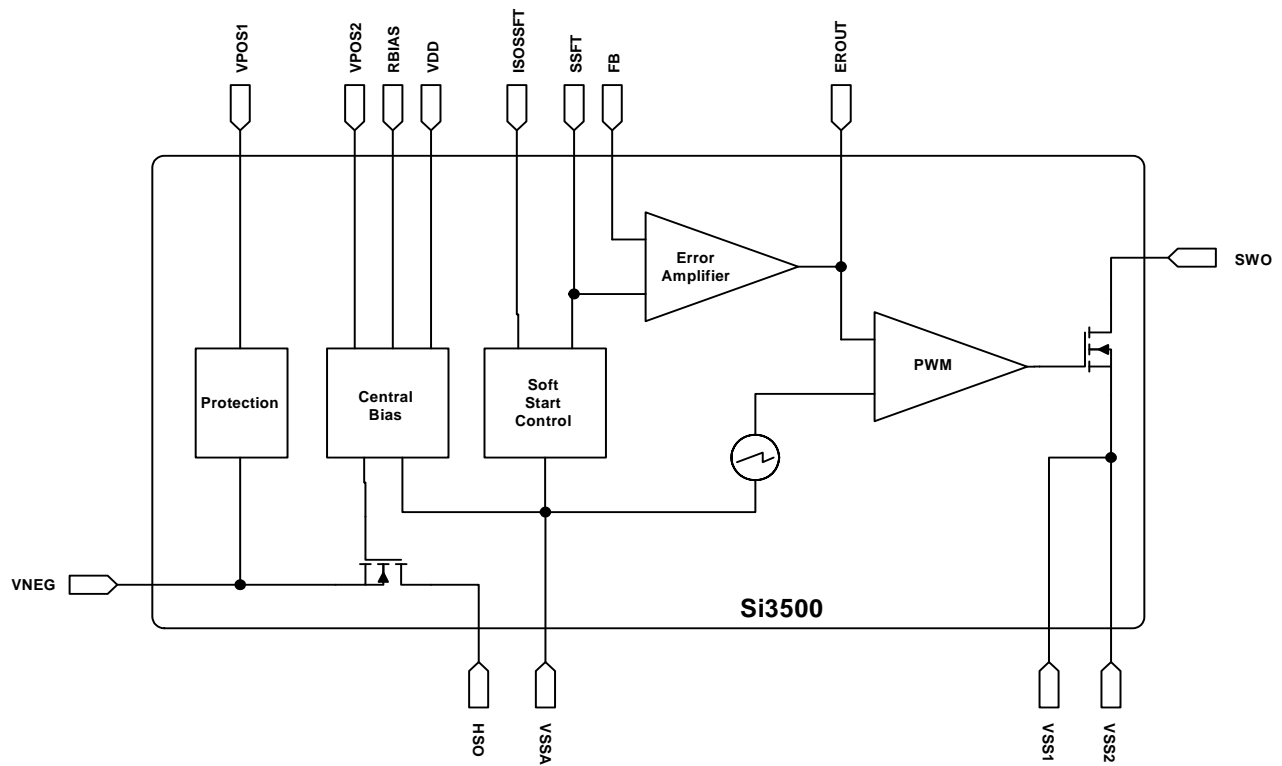 VPOS1
VPOS2
RBIAS
VDD
ISOSSFT
SSFT
FB
EROUT
Error
Amplifier
SWO
PWM
Protection
Central
Bias
Soft
Start
Control
VNEG
Si3500
HSO
VSSA
VSS1
VSS2